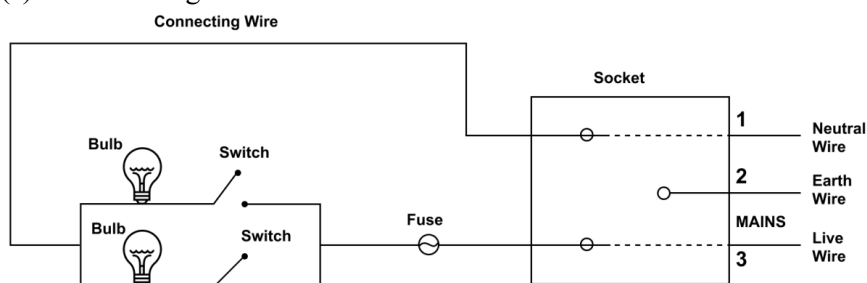 Connecting Wire
Socket
1
Neutral
Wire
Bulb
Switch
2
Earth
Wire
Fuse
MAINS
Bulb
Switch
Live
Wire
3